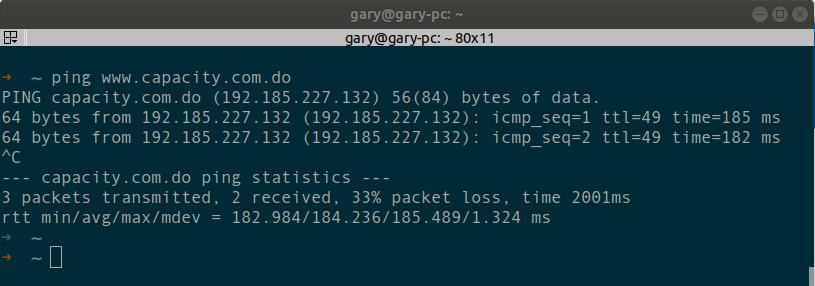 gary@gary-pc: ~
gary@gary-pc: ~ 80x11
➜ ~ ping www.capacity.com.do
PING capacity.com.do (192.185.227.132) 56(84) bytes of data.
64 bytes from 192.185.227.132 (192.185.227.132): icmp_seq=1 ttl=49 time=185 ms
64 bytes from 192.185.227.132 (192.185.227.132): icmp_seq=2 ttl=49 time=182 ms
^C
--- capacity.com.do ping statistics ---
3 packets transmitted, 2 received, 33% packet loss, time 2001ms
rtt min/avg/max/mdev = 182.984/184.236/185.489/1.324 ms
➜ ~
➜ ~